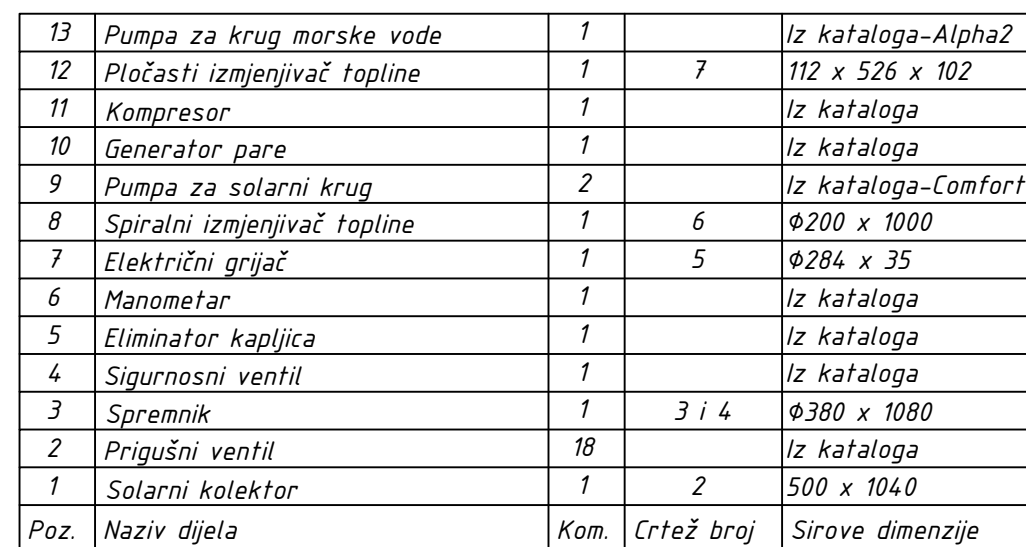 13 Pumpa za krug morske vode 1 Iz kataloga-Alpha2
12 Pločasti izmjenjivač topline 1 7 112 x 526 x 102
11 Kompresor 1 Iz kataloga
10 Generator pare 1 Iz kataloga
9 Pumpa za solarni krug 2 Iz kataloga-Comfort
8 Spiralni izmjenjivač topline 1 6 Φ200 x 1000
7 Električni grijač 1 5 Φ284 x 35
6 Manometar 1 Iz kataloga
5 Eliminator kapljica 1 Iz kataloga
4 Sigurnosni ventil 1 Iz kataloga
3 Spremnik 1 3 i 4 Φ380 x 1080
2 Prigušni ventil 18 Iz kataloga
1 Solarni kolektor 1 2 500 x 1040
Poz. Naziv dijela Kom. Crtež broj Sirove dimenzije